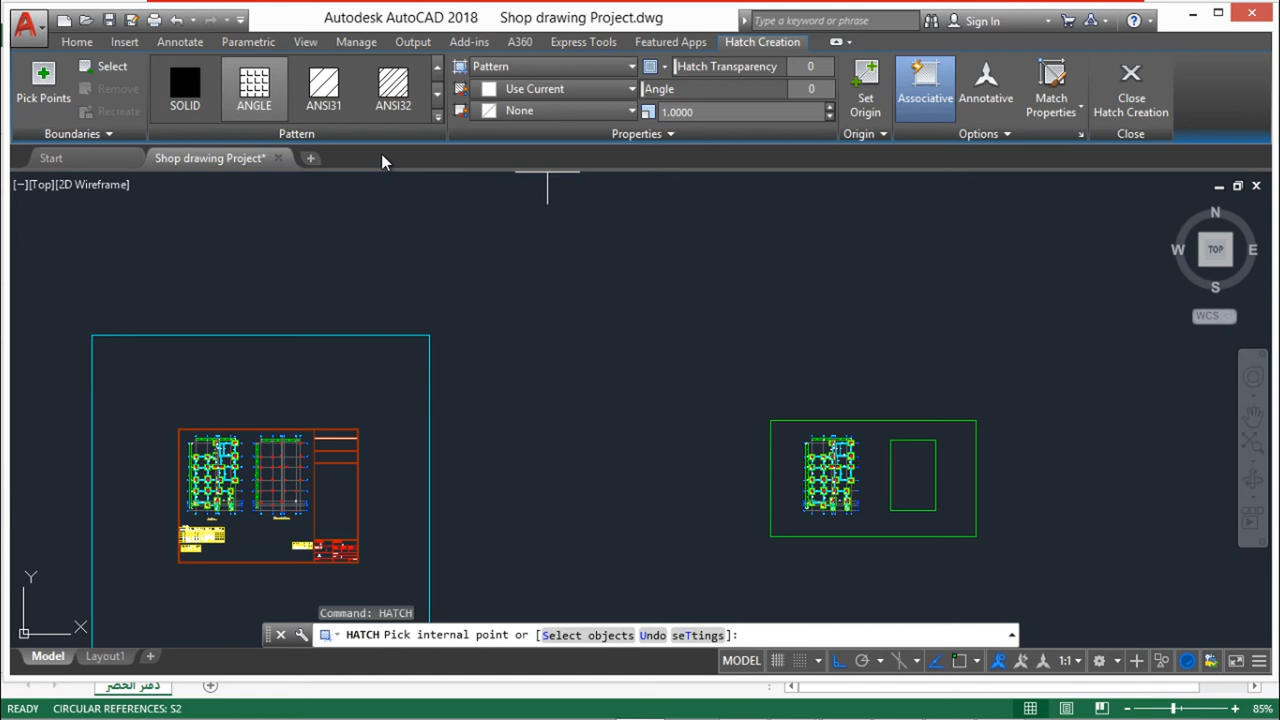 Autodesk AutoCAD 2018 Shop drawing Project.dwg
Type a keyword or phrase
Sign In
Home Insert Annotate Parametric View Manage Output Add-ins A360 Express Tools Featured Apps Hatch Creation
Pick Points
Select
Remove
Recreate
Boundaries
SOLID
ANGLE
ANSI31
ANSI32
Pattern
Pattern
Use Current
None
Hatch Transparency 0
Angle 0
1.0000
Properties
Set Origin
Origin
Associative
Annotative
Match Properties
Options
Close Hatch Creation
Close
Start
Shop drawing Project*
[−][Top][2D Wireframe]
N
W TOP E
S
WCS
Y
X
Command: HATCH
HATCH Pick internal point or [Select objects Undo seTtings]:
Model Layout1
MODEL
1:1
دفتر الحصر
READY CIRCULAR REFERENCES: S2
85%